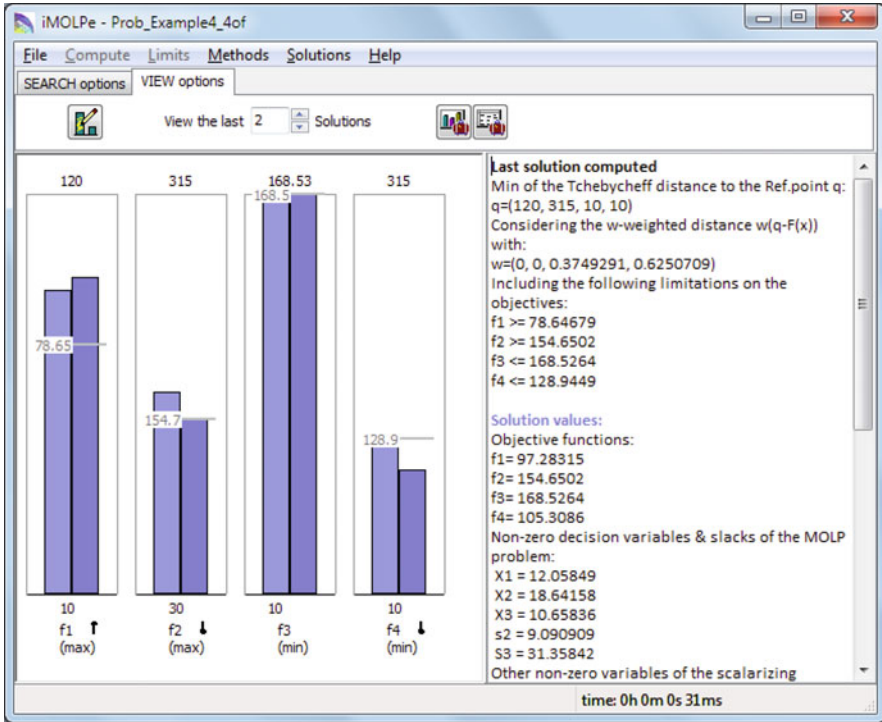 iMOLPe - Prob_Example4_4of
File Compute Limits Methods Solutions Help
SEARCH options VIEW options
View the last 2 Solutions
120 315 168.53 315
168.5
78.65
154.7
128.9
10 30 10 10
f1 f2 f3 f4
(max) (max) (min) (min)
Last solution computed
Min of the Tchebycheff distance to the Ref.point q:
q=(120, 315, 10, 10)
Considering the w-weighted distance w(q-F(x))
with:
w=(0, 0, 0.3749291, 0.6250709)
Including the following limitations on the
objectives:
f1 >= 78.64679
f2 >= 154.6502
f3 <= 168.5264
f4 <= 128.9449
Solution values:
Objective functions:
f1= 97.28315
f2= 154.6502
f3= 168.5264
f4= 105.3086
Non-zero decision variables & slacks of the MOLP
problem:
X1 = 12.05849
X2 = 18.64158
X3 = 10.65836
s2 = 9.090909
S3 = 31.35842
Other non-zero variables of the scalarizing
time: 0h 0m 0s 31ms